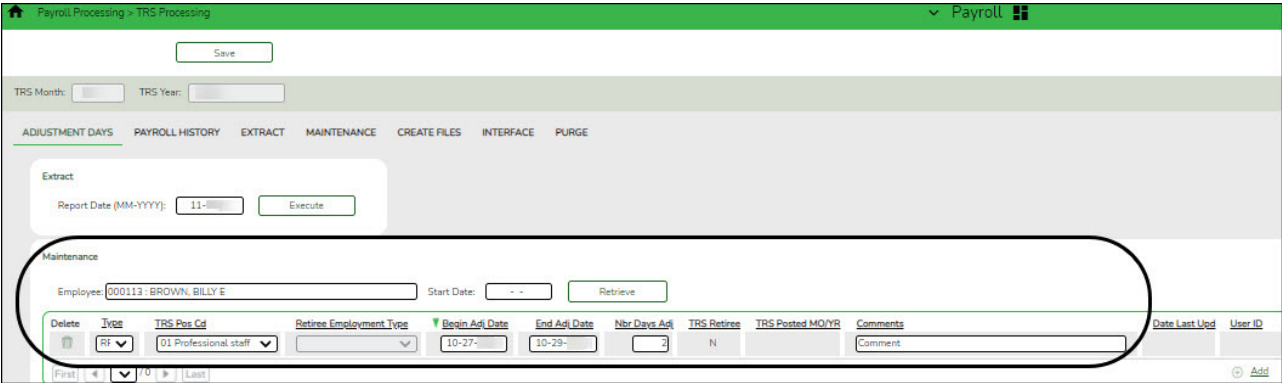 Payroll Processing > TRS Processing Payroll
Save
TRS Month: TRS Year:
ADJUSTMENT DAYS PAYROLL HISTORY EXTRACT MAINTENANCE CREATE FILES INTERFACE PURGE
Extract
Report Date (MM-YYYY): 11- Execute
Maintenance
Employee: 000113 : BROWN, BILLY E Start Date: - - Retrieve
Delete Type TRS Pos Cd Retiree Employment Type Begin Adj Date End Adj Date Nbr Days Adj TRS Retiree TRS Posted MO/YR Comments Date Last Upd User ID
01 Professional staff 10-27- 10-29- 2 N Comment
First / 0 Last Add